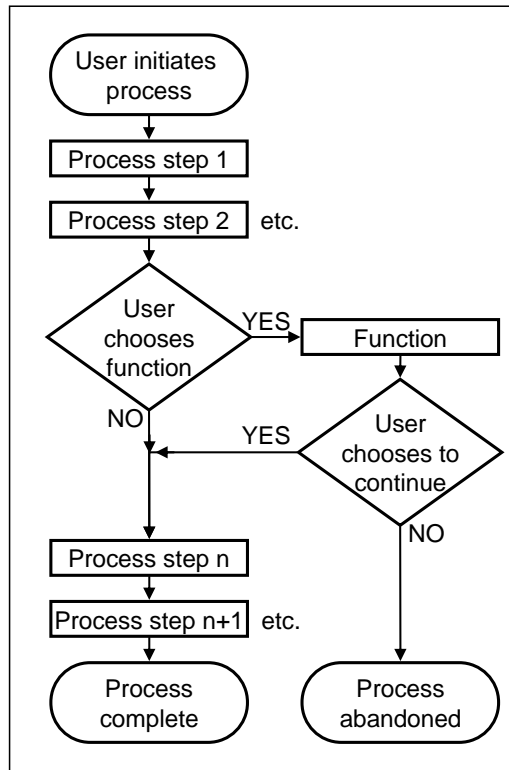 User initiates
process
Process step 1
Process step 2 etc.
User
chooses
function
YES
Function
NO
YES
User
chooses to
continue
NO
Process step n
Process step n+1 etc.
Process
complete
Process
abandoned